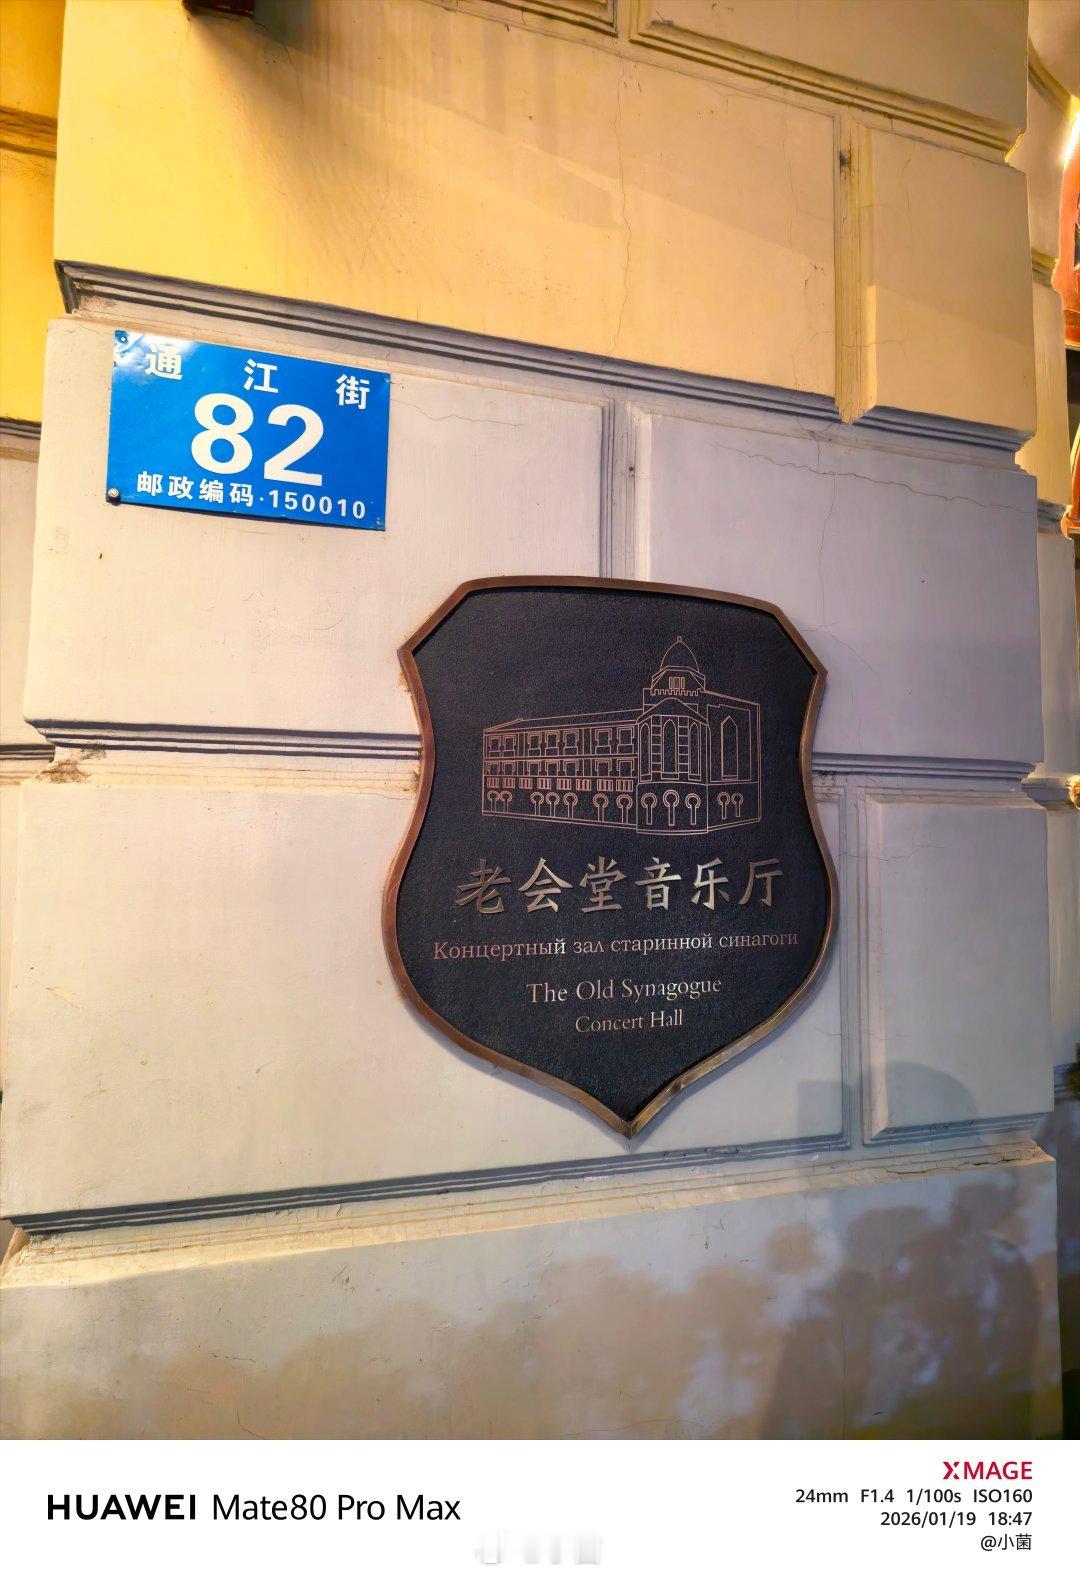 通江街
82
邮政编码·150010
老会堂音乐厅
Концертный зал старинной синагоги
The Old Synagogue
Concert Hall
HUAWEI Mate80 Pro Max
XMAGE
24mm F1.4 1/100s ISO160
2026/01/19 18:47
@小菌